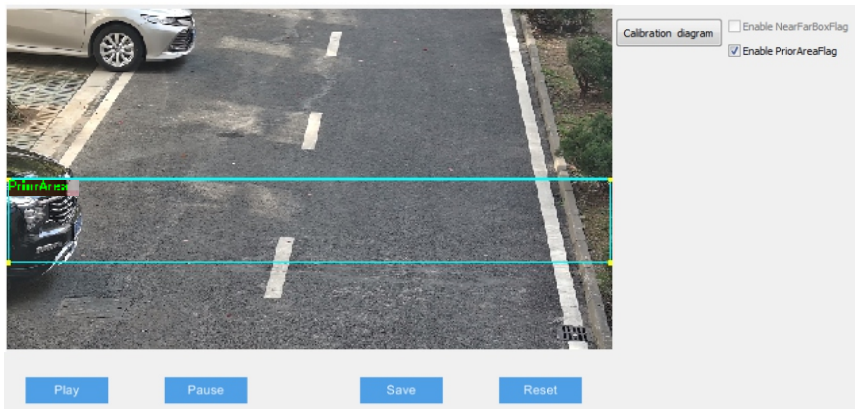 Calibration diagram
Enable NearFarBoxFlag
Enable PriorAreaFlag
PriorArea
Play
Pause
Save
Reset